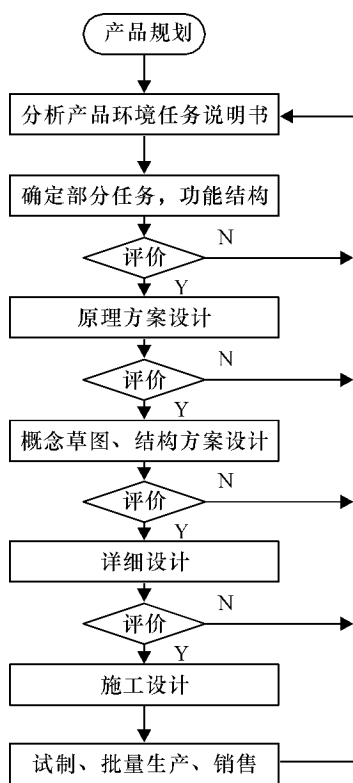 产品规划
分析产品环境任务说明书
确定部分任务，功能结构
评价
N
Y
原理方案设计
评价
N
Y
概念草图、结构方案设计
评价
N
Y
详细设计
评价
N
Y
施工设计
试制、批量生产、销售